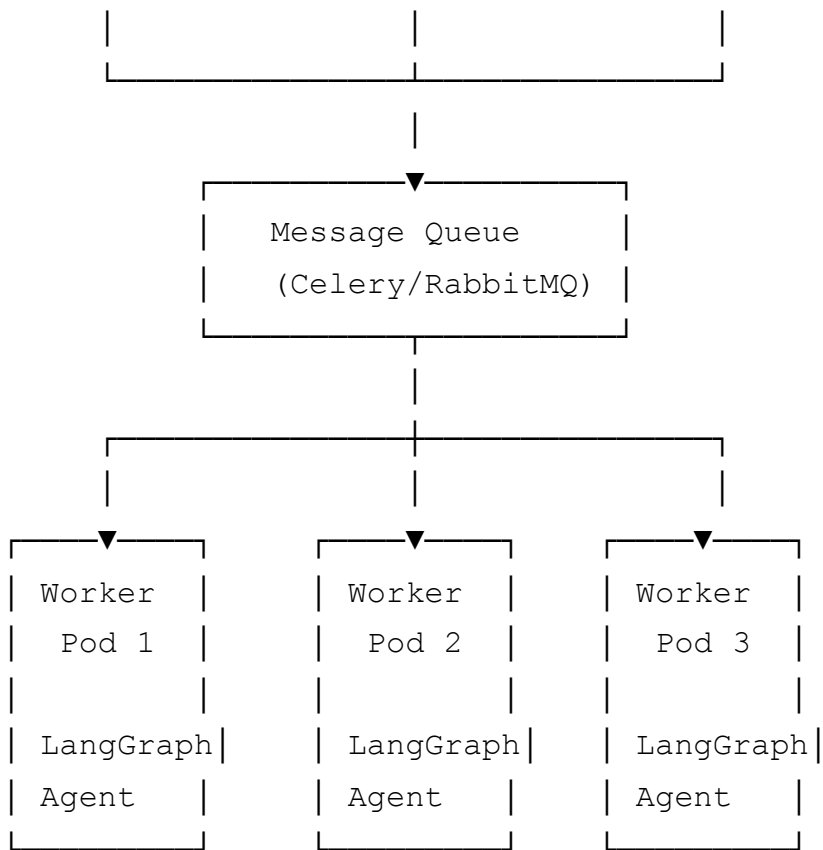 Message Queue
(Celery/RabbitMQ)
Worker Worker Worker
Pod 1 Pod 2 Pod 3
LangGraph LangGraph LangGraph
Agent Agent Agent